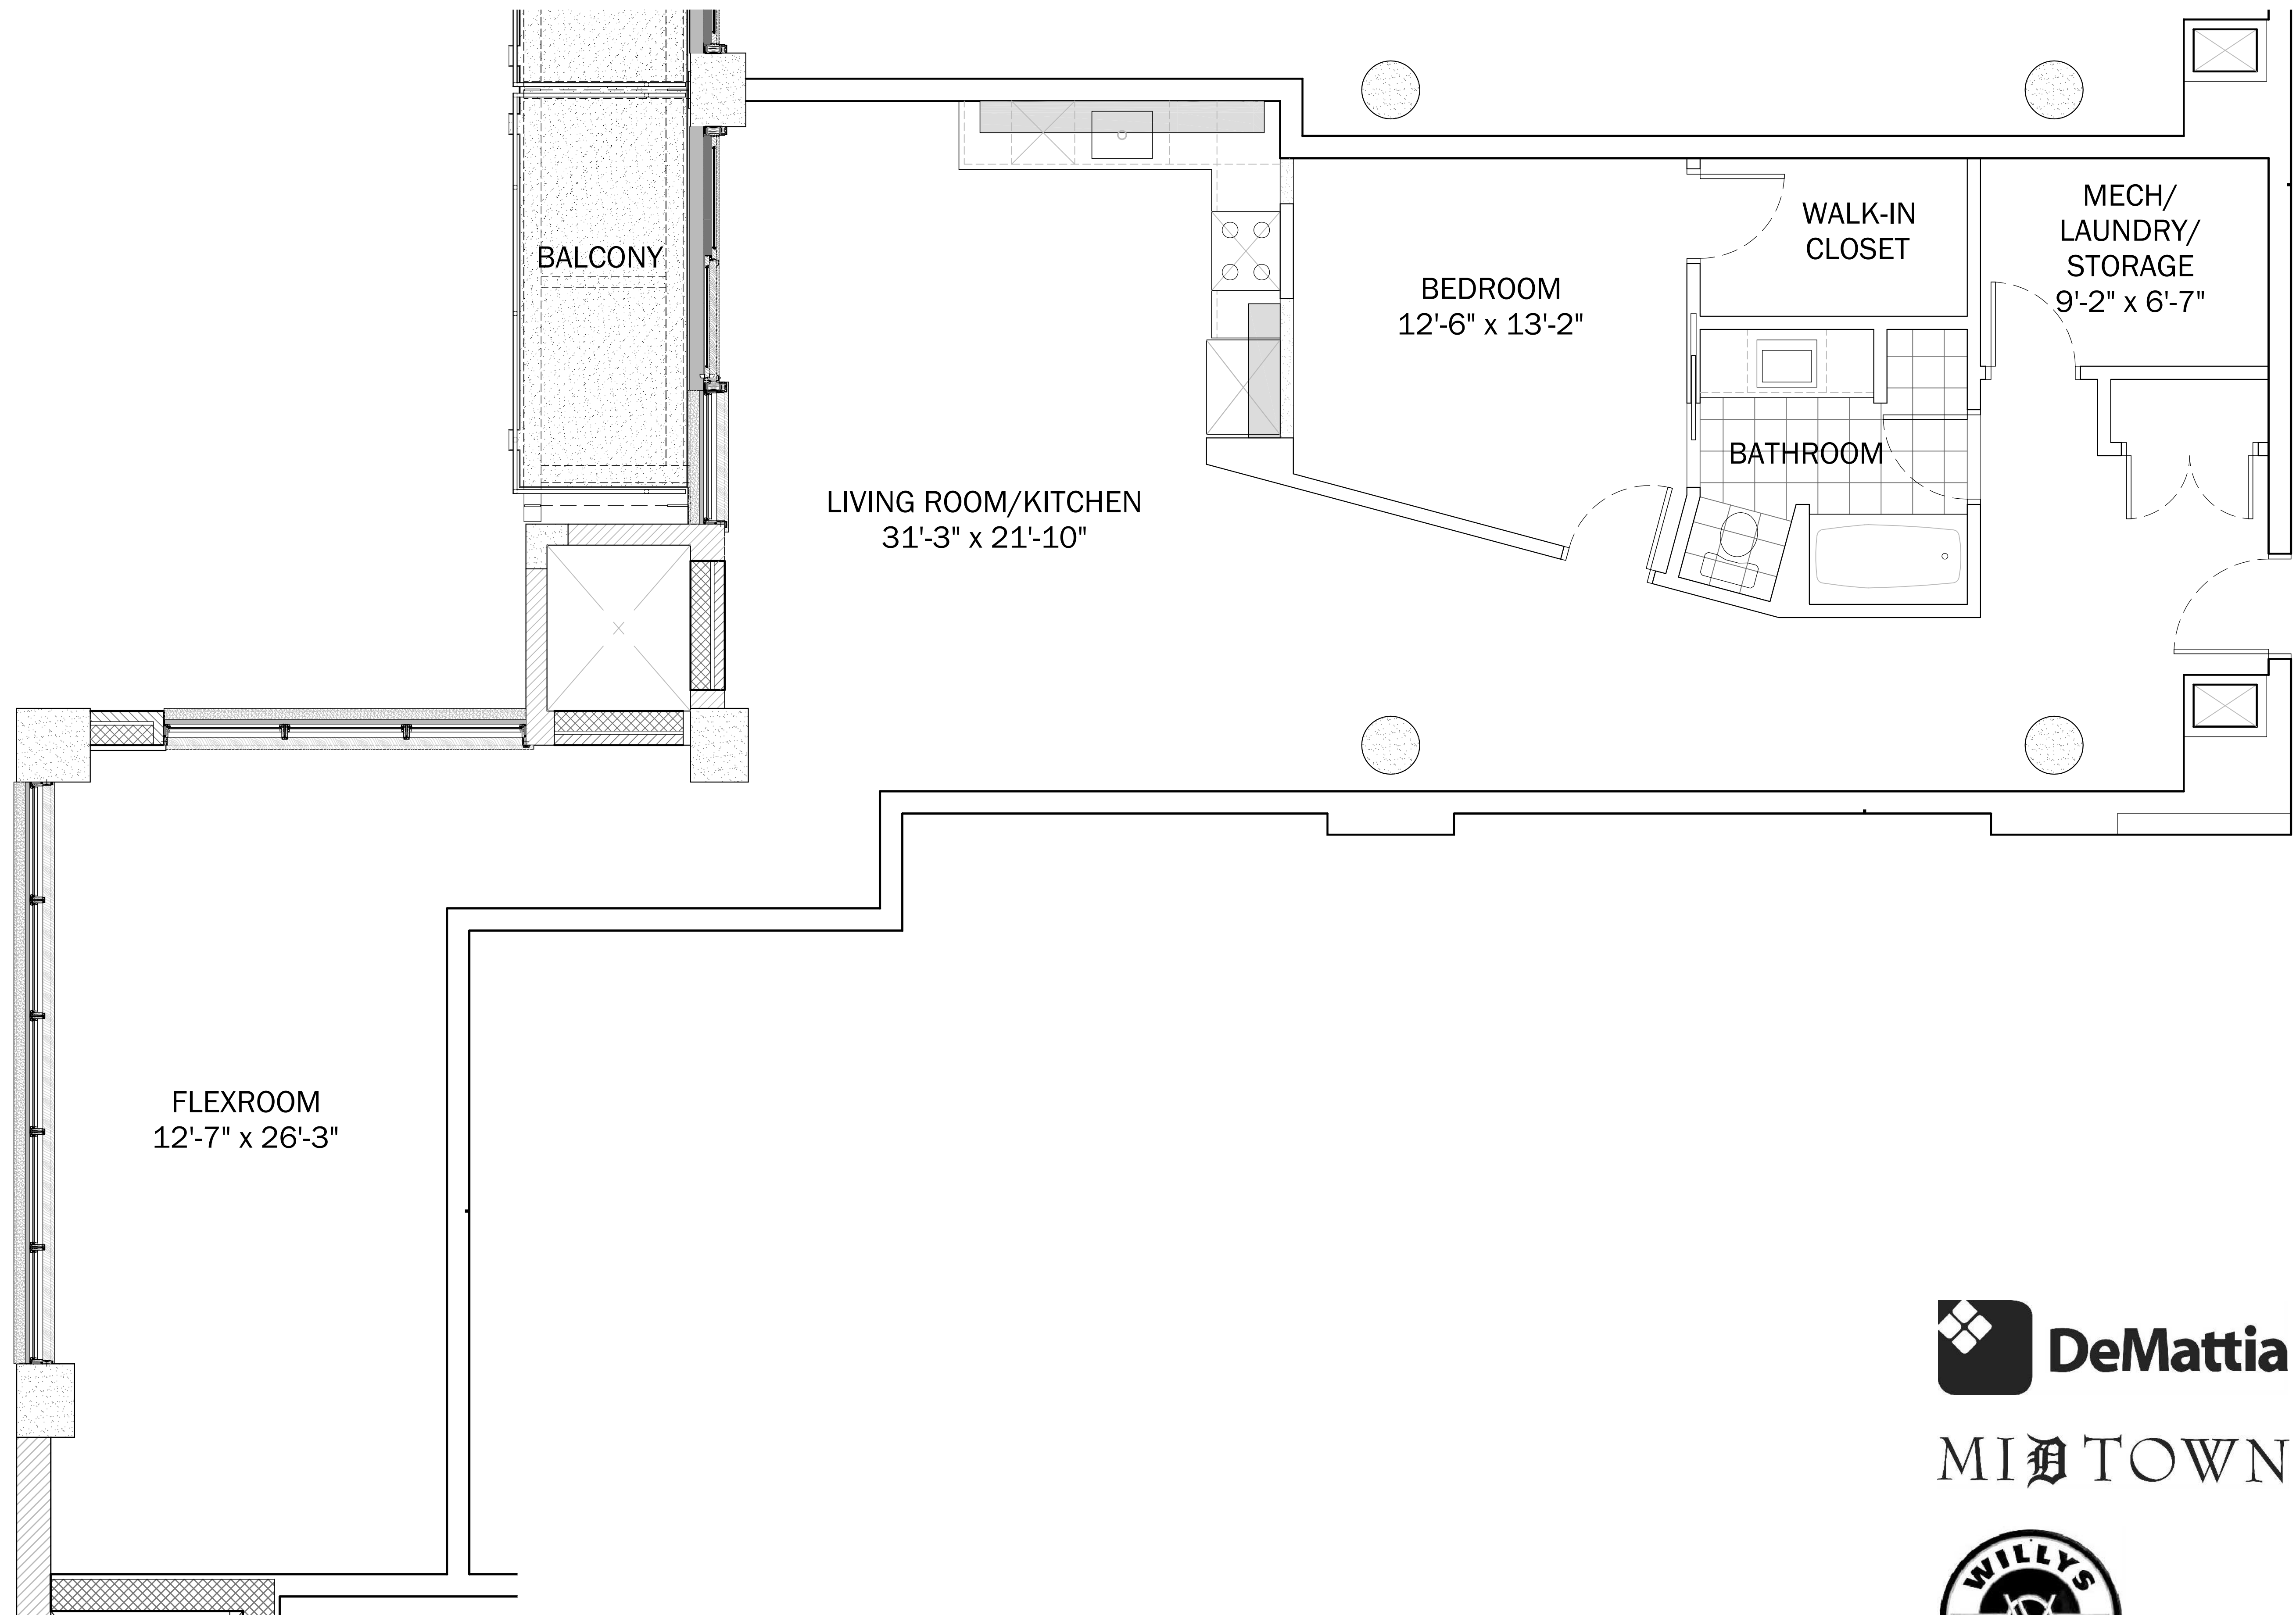 BALCONY
WALK-IN
CLOSET
MECH/
LAUNDRY/
STORAGE
9'-2" x 6'-7"
BEDROOM
12'-6" x 13'-2"
BATHROOM
LIVING ROOM/KITCHEN
31'-3" x 21'-10"
FLEXROOM
12'-7" x 26'-3"
DeMattia
MIDTOWN
WILLYS